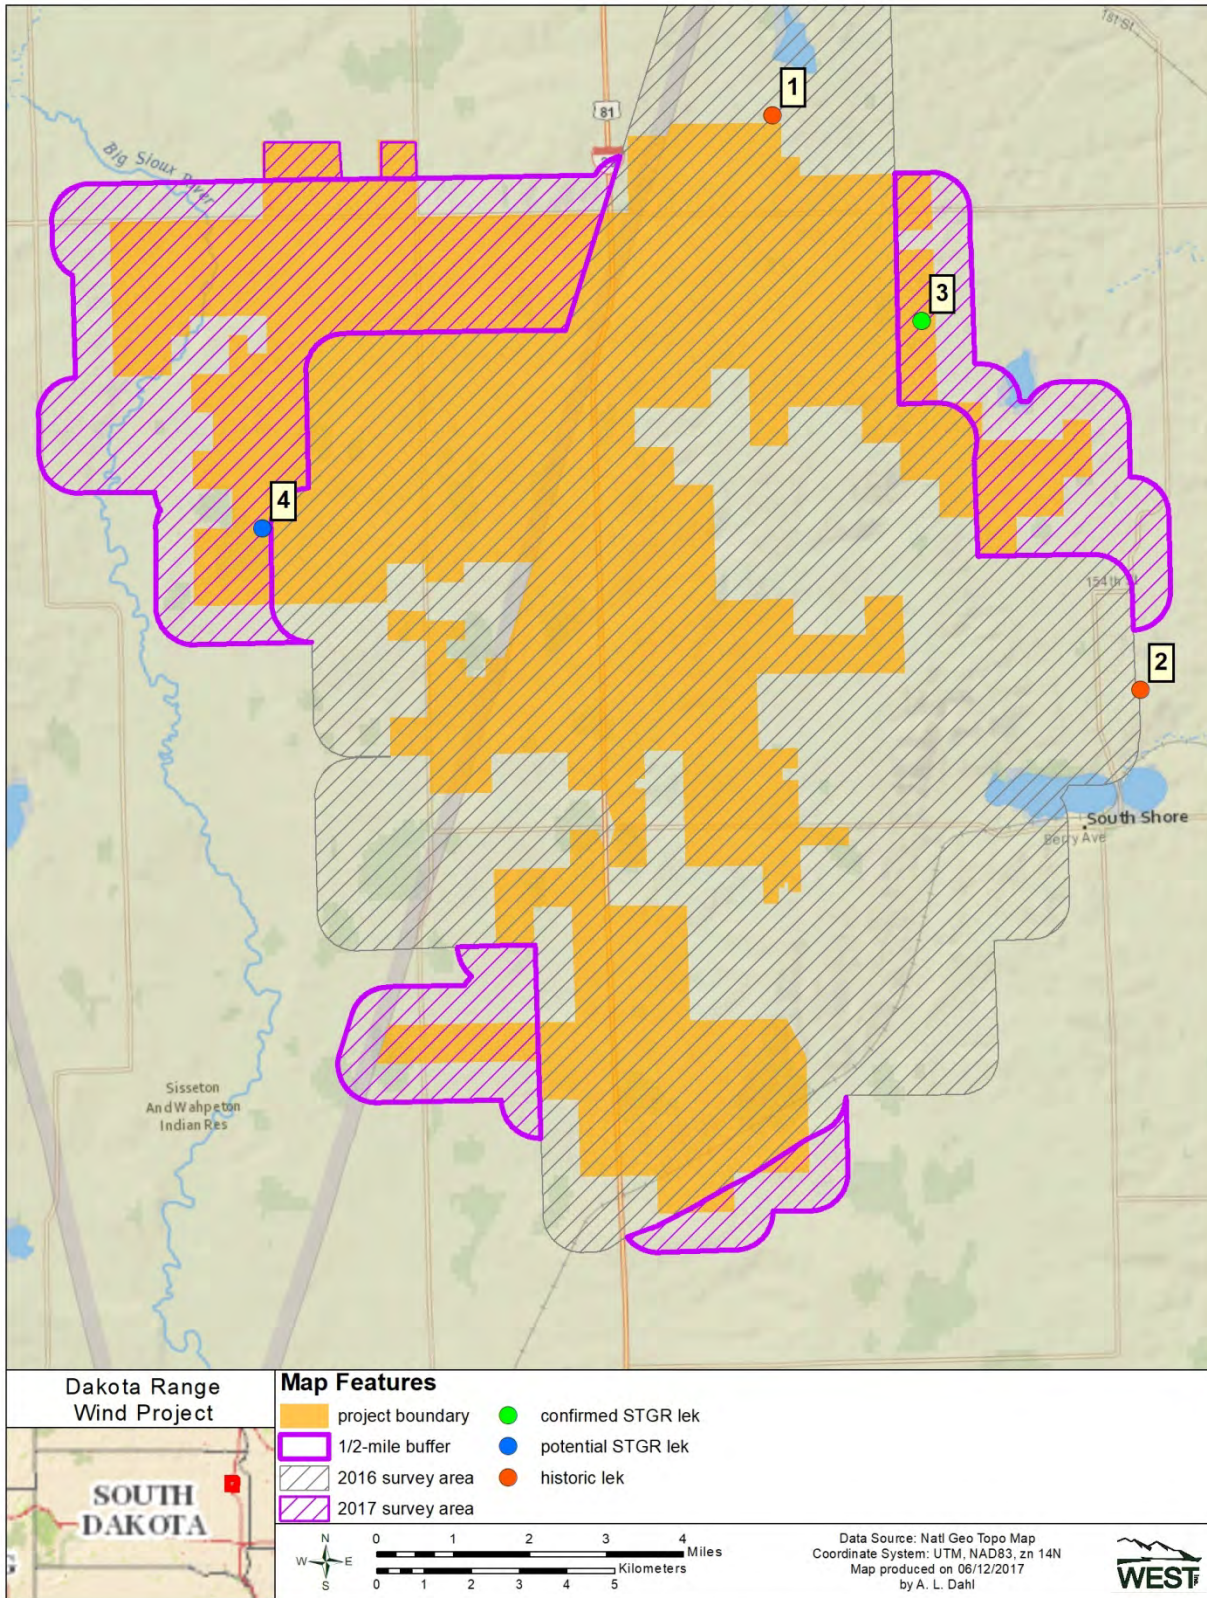 1st St
1
81
Big Sioux River
3
4
154th St
2
South Shore
Berry Ave
Sisseton
And Wahpeton
Indian Res
Dakota Range
Wind Project
SOUTH
DAKOTA
G
Map Features
project boundary
1/2-mile buffer
2016 survey area
2017 survey area
confirmed STGR lek
potential STGR lek
historic lek
N
W E
S
0 1 2 3 4
Miles
Kilometers
0 1 2 3 4 5
Data Source: Natl Geo Topo Map
Coordinate System: UTM, NAD83, zn 14N
Map produced on 06/12/2017
by A. L. Dahl
WEST